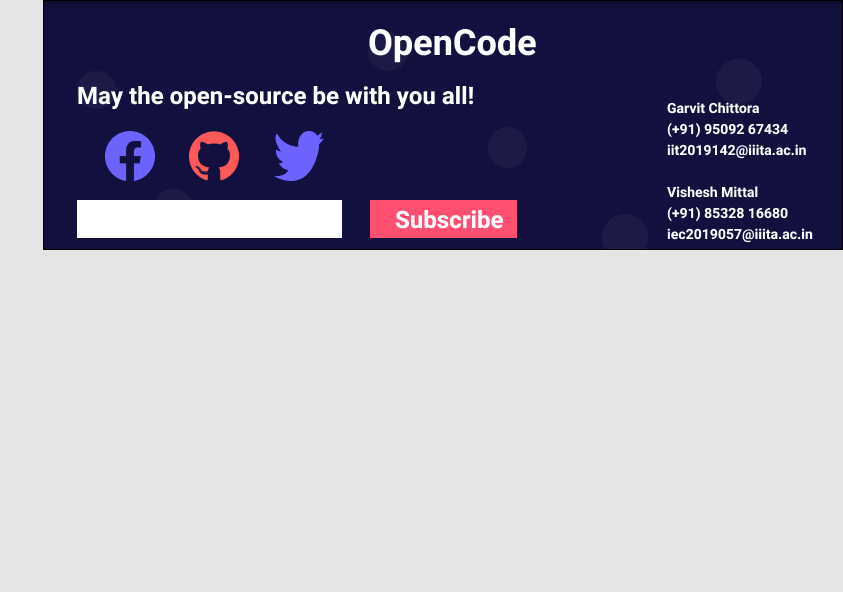 OpenCode
May the open-source be with you all!
Subscribe
Garvit Chittora
(+91) 95092 67434
iit2019142@iiita.ac.in
Vishesh Mittal
(+91) 85328 16680
iec2019057@iiita.ac.in